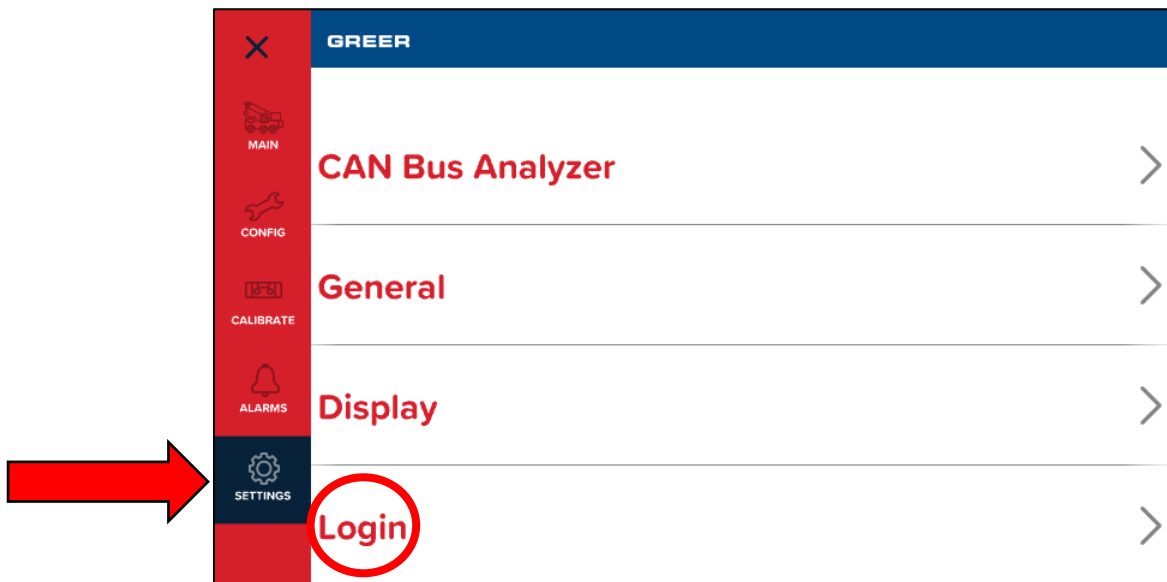 GREER
MAIN
CONFIG
CALIBRATE
ALARMS
SETTINGS
CAN Bus Analyzer
General
Display
Login